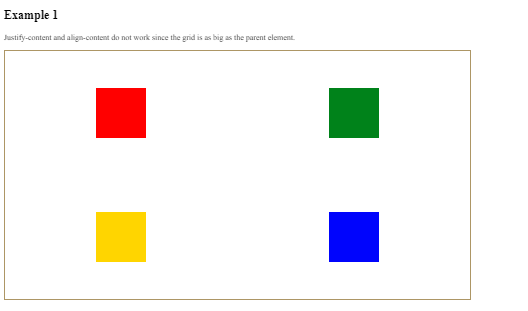 Example 1
Justify-content and align-content do not work since the grid is as big as the parent element.